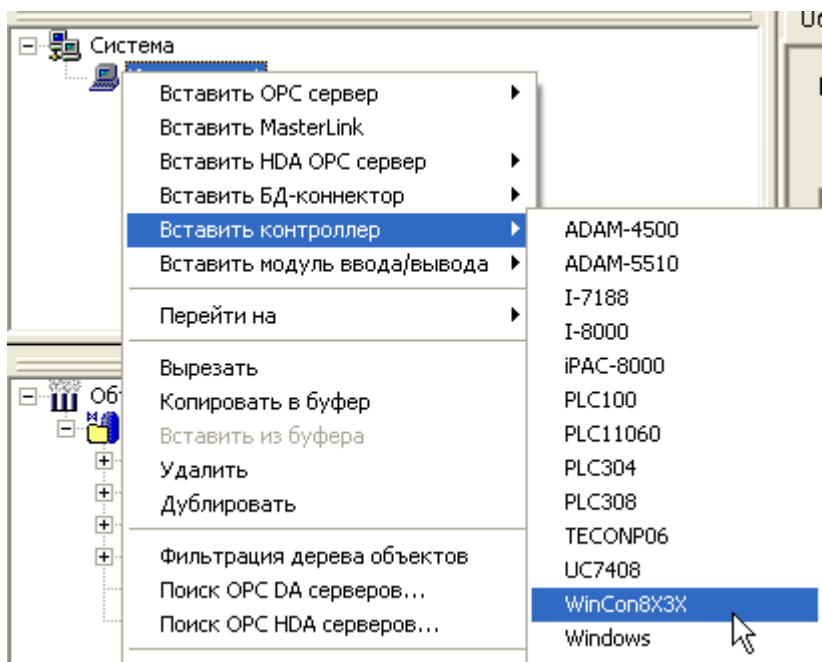 Система
Вставить OPC сервер
Вставить MasterLink
Вставить HDA OPC сервер
Вставить БД-коннектор
Вставить контроллер
Вставить модуль ввода/вывода
Перейти на
Вырезать
Копировать в буфер
Вставить из буфера
Удалить
Дублировать
Фильтрация дерева объектов
Поиск OPC DA серверов...
Поиск OPC HDA серверов...
ADAM-4500
ADAM-5510
I-7188
I-8000
iPAC-8000
PLC100
PLC11060
PLC304
PLC308
TECONP06
UC7408
WinCon8X3X
Windows